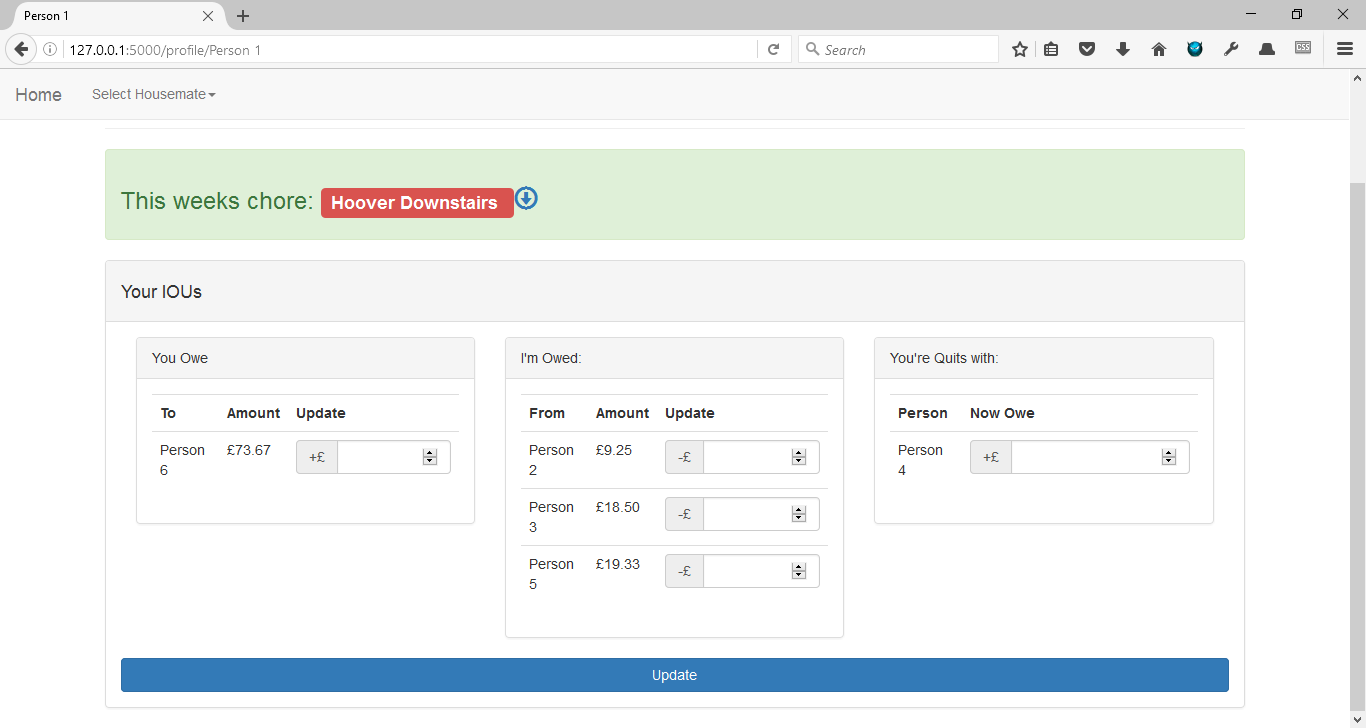 Person 1
127.0.0.1:5000/profile/Person 1
Search
CSS
Home
Select Housemate
This weeks chore: Hoover Downstairs
Your IOUs
You Owe
To Amount Update
Person 6 £73.67 +£
I'm Owed:
From Amount Update
Person 2 £9.25 -£
Person 3 £18.50 -£
Person 5 £19.33 -£
You're Quits with:
Person Now Owe
Person 4 +£
Update